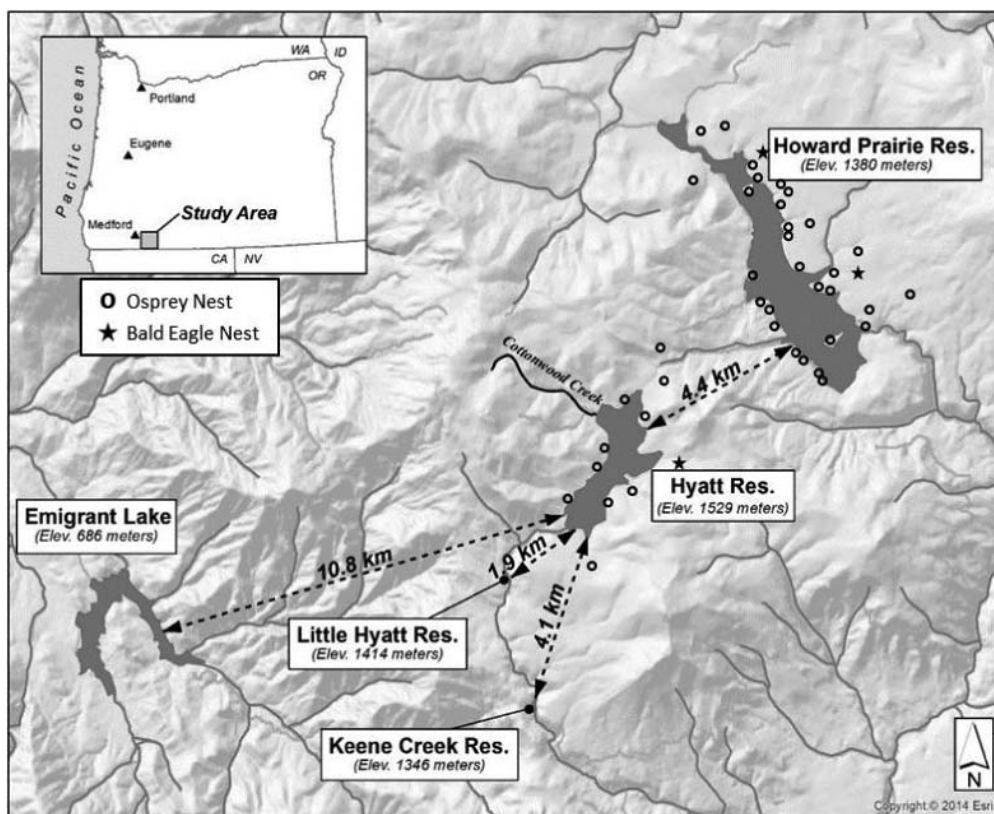 WA
ID
OR
Portland
Eugene
Pacific Ocean
Medford
Study Area
CA
NV
O Osprey Nest
★ Bald Eagle Nest
Howard Prairie Res.
(Elev. 1380 meters)
Cottonwood Creek
4.4 km
Hyatt Res.
(Elev. 1529 meters)
Emigrant Lake
(Elev. 686 meters)
10.8 km
1.9 km
Little Hyatt Res.
(Elev. 1414 meters)
4.1 km
Keene Creek Res.
(Elev. 1346 meters)
N
Copyright:© 2014 Esri